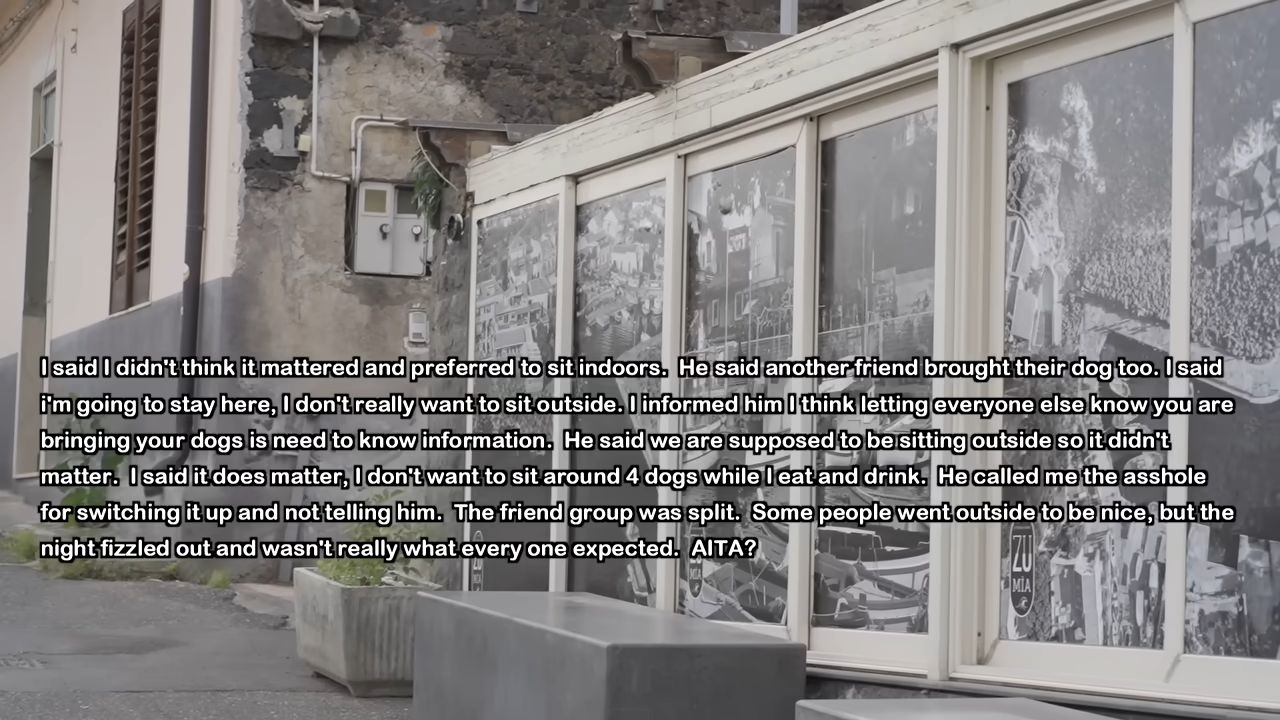 I said I didn't think it mattered and preferred to sit indoors.  He said another friend brought their dog too. I said
i'm going to stay here, I don't really want to sit outside. I informed him I think letting everyone else know you are
bringing your dogs is need to know information.  He said we are supposed to be sitting outside so it didn't
matter.  I said it does matter, I don't want to sit around 4 dogs while I eat and drink.  He called me the asshole
for switching it up and not telling him.  The friend group was split.  Some people went outside to be nice, but the
night fizzled out and wasn't really what every one expected.  AITA?
ZU
MIA
ZU
MIA